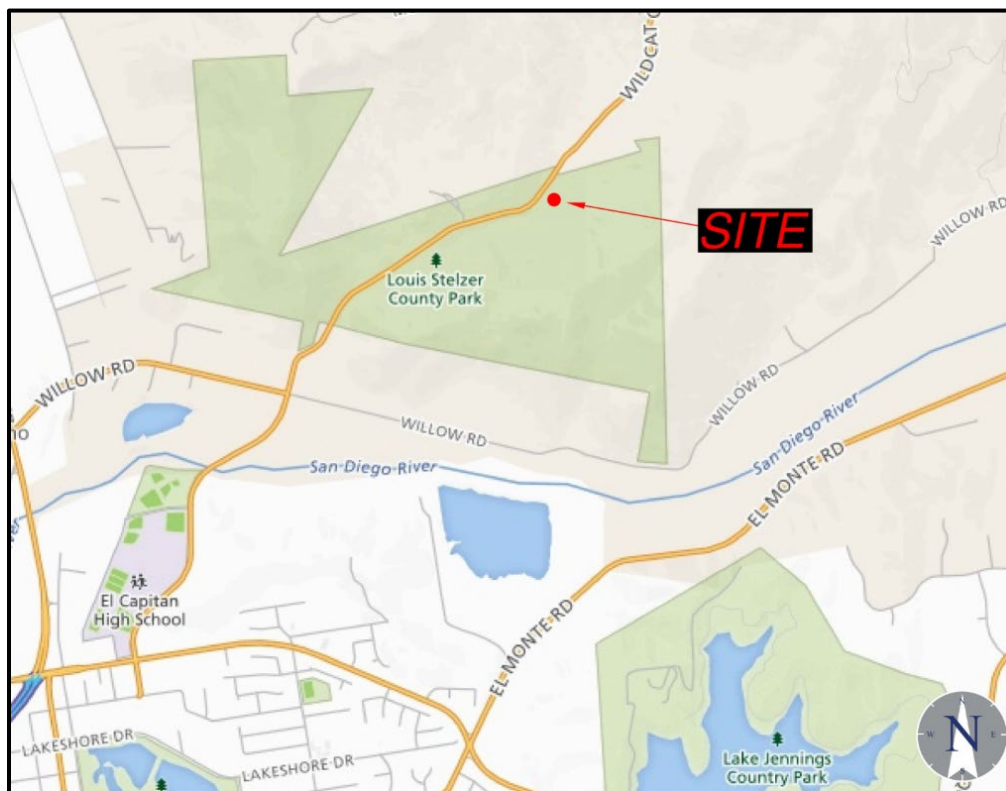 WILDCAT C
SITE
WILLOW RD
Louis Stelzer
County Park
WILLOW RD
WILLOW RD
WILLOW RD
San Diego River
San Diego River
EL MONTE RD
El Capitan
High School
EL MONTE RD
LAKESHORE DR
LAKESHORE DR
Lake Jennings
Country Park
N
W
E